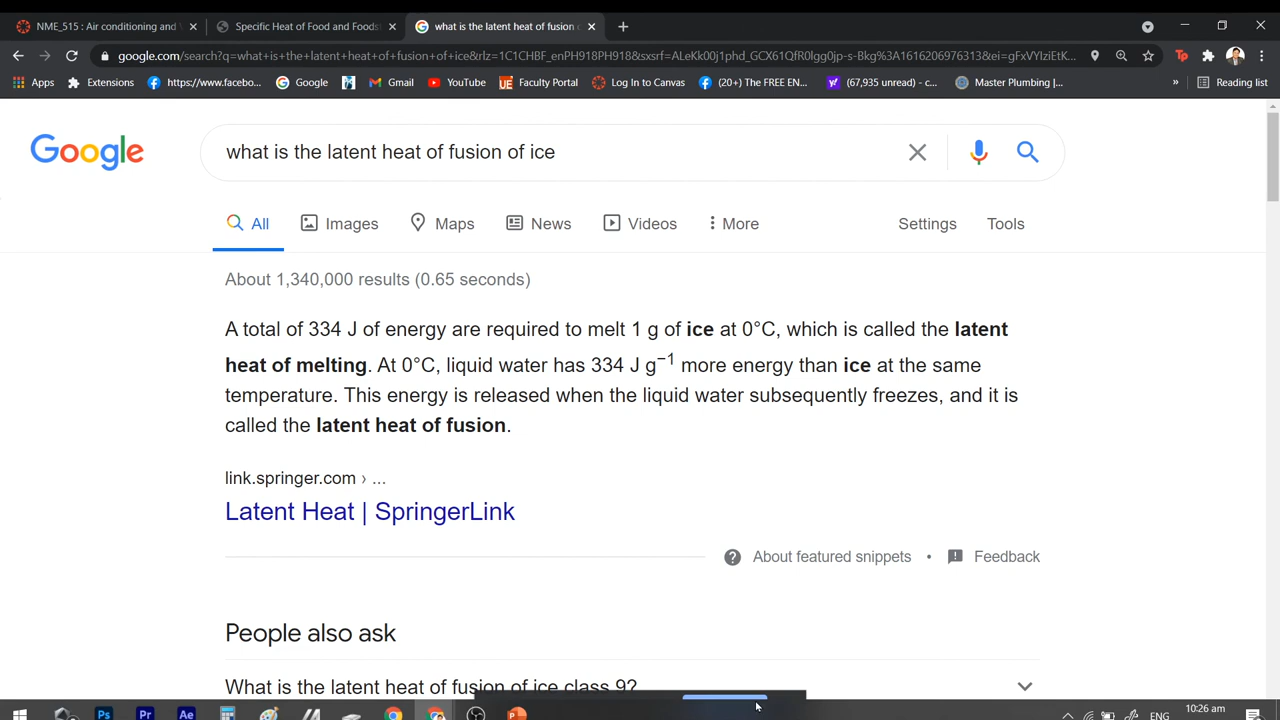 NME_515 : Air conditioning and
Specific Heat of Food and Foods
what is the latent heat of fusion
google.com/search?q=what+is+the+latent+heat+of+fusion+of+ice&rlz=1C1CHBF_enPH918PH918&sxsrf=ALeKk00j1phd_GCX61QfR0lgg0jp-s-Bkg%3A1616206976313&ei=gFxVYIziEtK...
Apps
Extensions
https://www.facebo...
Google
Gmail
YouTube
Faculty Portal
Log In to Canvas
(20+) The FREE EN...
(67,935 unread) - c...
Master Plumbing |...
»
Reading list
Google
what is the latent heat of fusion of ice
All
Images
Maps
News
Videos
More
Settings
Tools
About 1,340,000 results (0.65 seconds)
A total of 334 J of energy are required to melt 1 g of ice at 0°C, which is called the latent
heat of melting. At 0°C, liquid water has 334 J g−1 more energy than ice at the same
temperature. This energy is released when the liquid water subsequently freezes, and it is
called the latent heat of fusion.
link.springer.com › ...
Latent Heat | SpringerLink
About featured snippets
•
Feedback
People also ask
What is the latent heat of fusion of ice class 9?
Ps
Pr
Ae
ENG
10:26 am